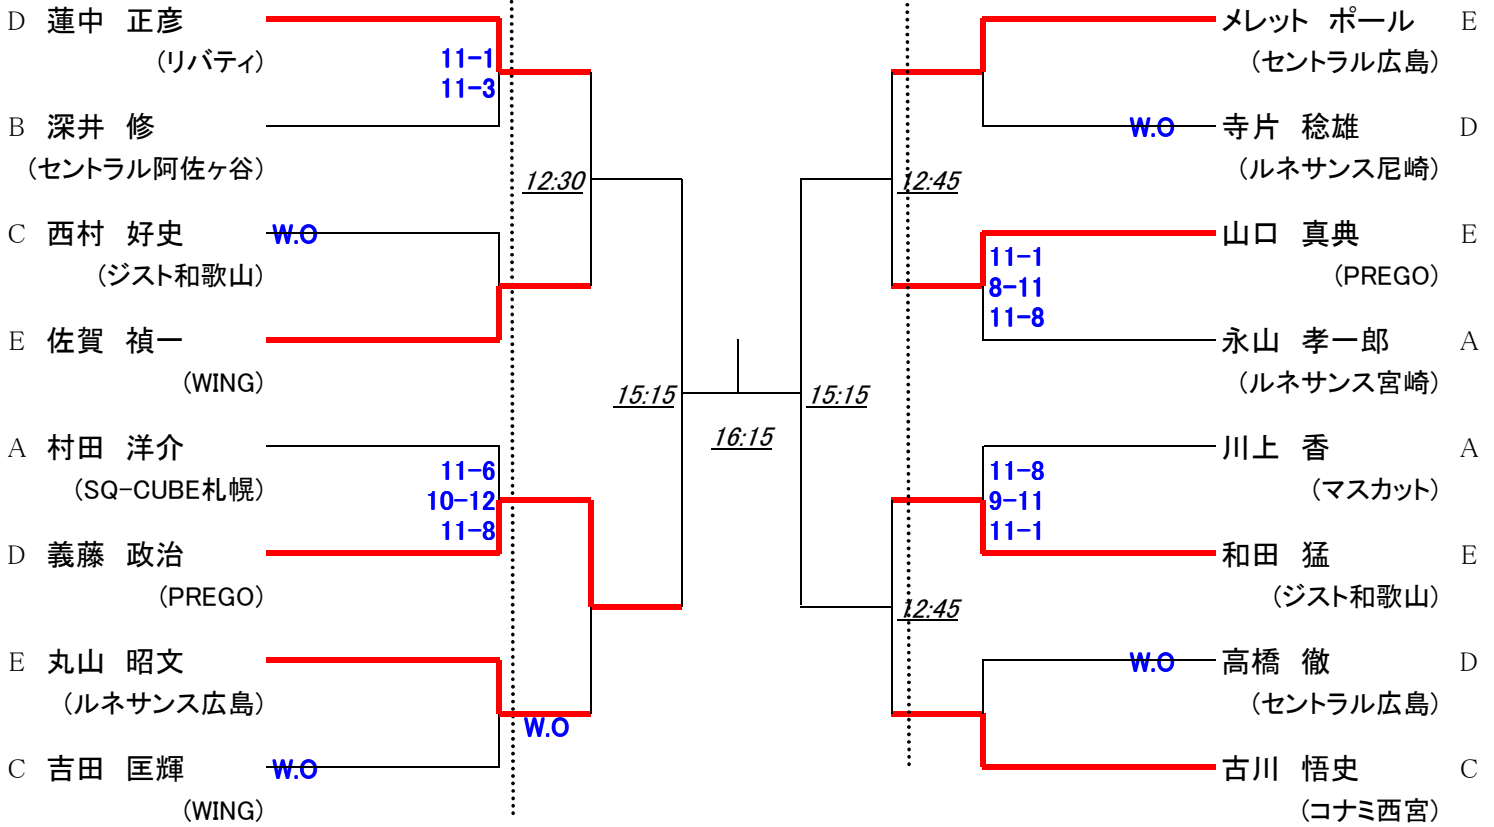 D 蓮中 正彦
(リバティ)
11-1
11-3
B 深井 修
(セントラル阿佐ヶ谷)
12:30
C 西村 好史 W.O
(ジスト和歌山)
E 佐賀 禎一
(WING)
15:15
A 村田 洋介
(SQ-CUBE札幌)
11-6
10-12
11-8
D 義藤 政治
(PREGO)
E 丸山 昭文
(ルネサンス広島)
W.O
C 吉田 匡輝 W.O
(WING)
16:15
メレット ポール E
(セントラル広島)
W.O 寺片 稔雄 D
(ルネサンス尼崎)
12:45
山口 真典 E
(PREGO)
11-1
8-11
11-8
永山 孝一郎 A
(ルネサンス宮崎)
15:15
川上 香 A
(マスカット)
11-8
9-11
11-1
和田 猛 E
(ジスト和歌山)
12:45
W.O 高橋 徹 D
(セントラル広島)
古川 悟史 C
(コナミ西宮)